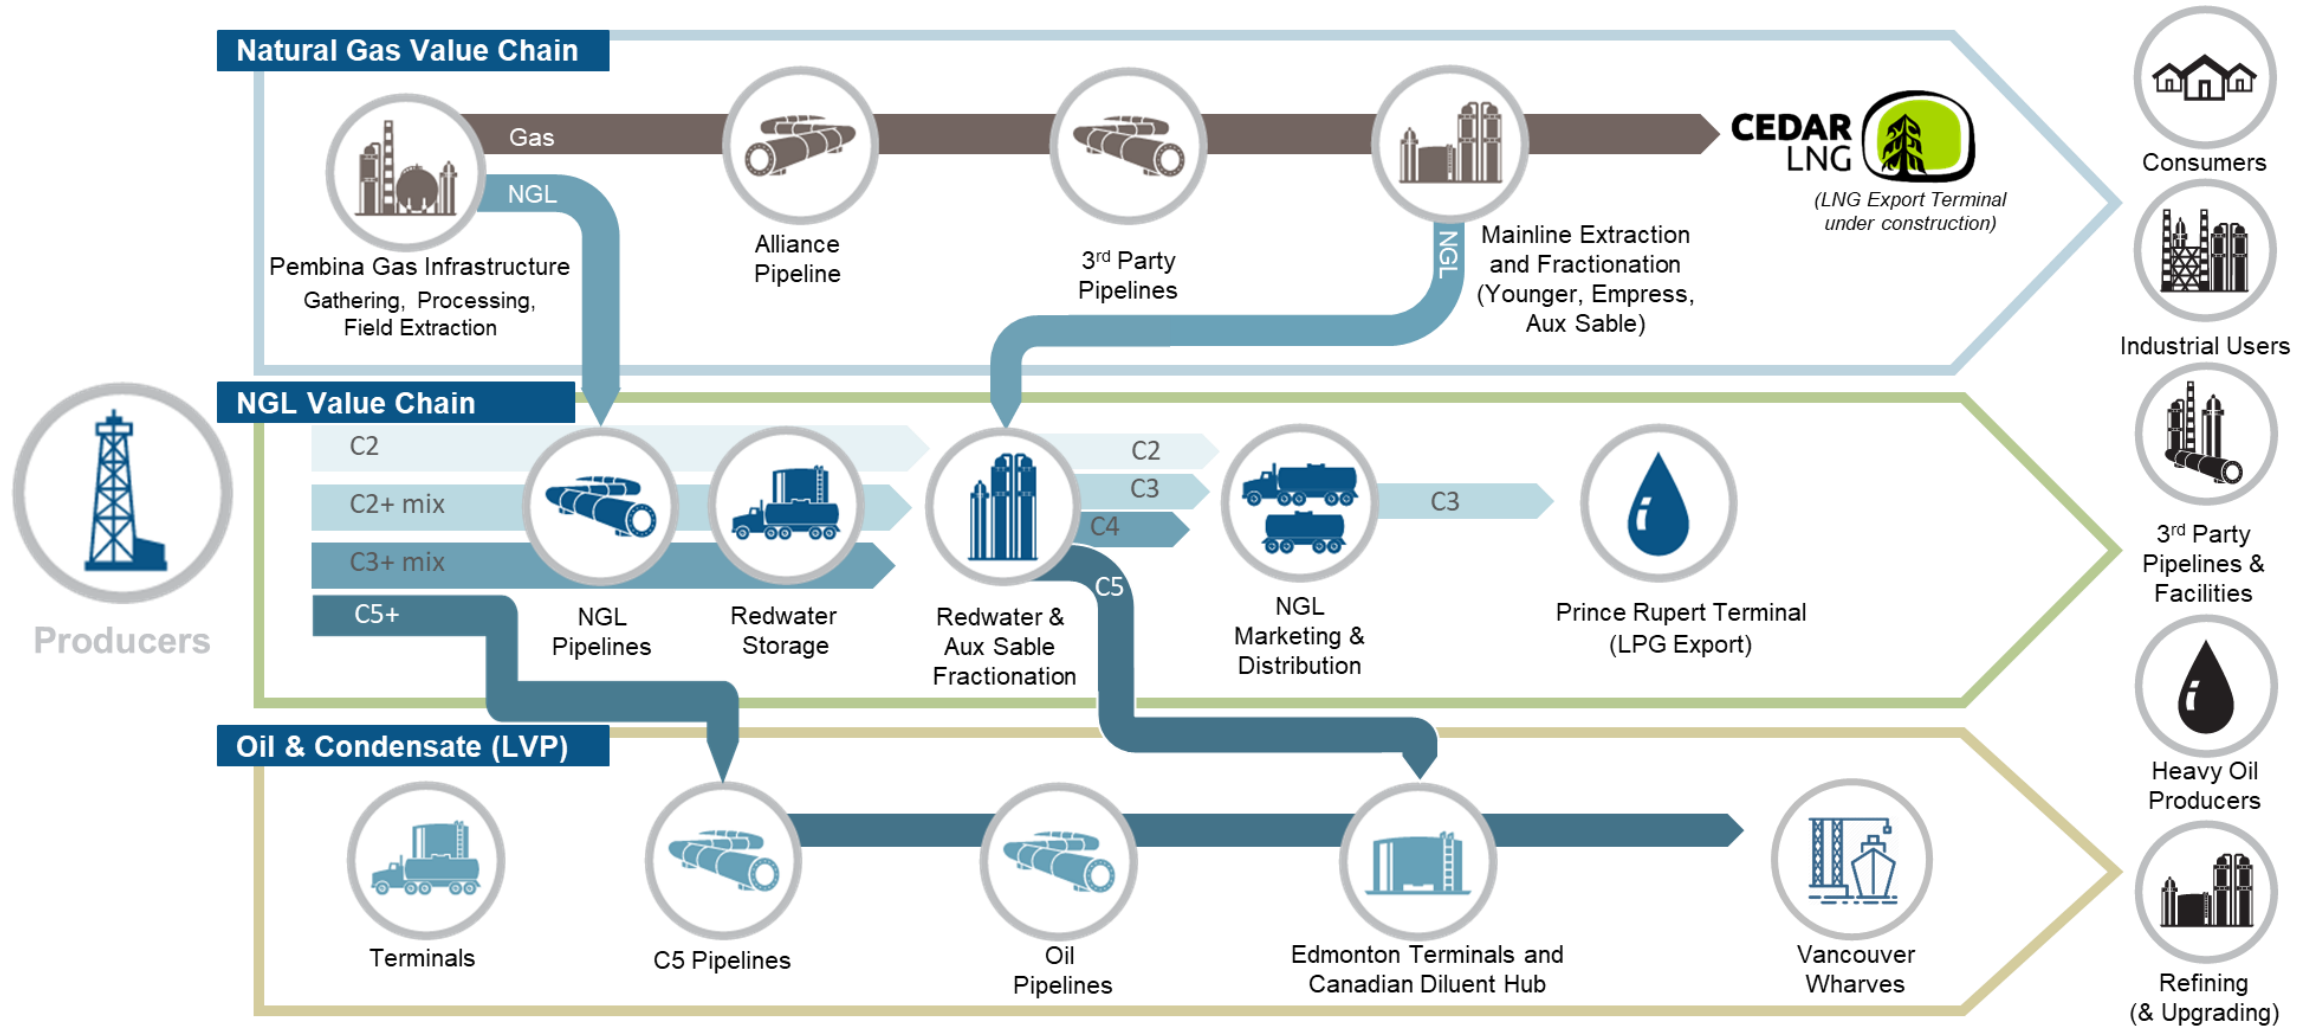 Natural Gas Value Chain
Gas
NGL
Pembina Gas Infrastructure
Gathering, Processing,
Field Extraction
Alliance
Pipeline
3rd Party
Pipelines
NGL
Mainline Extraction
and Fractionation
(Younger, Empress,
Aux Sable)
CEDAR
LNG
(LNG Export Terminal
under construction)
Producers
NGL Value Chain
C2
C2+ mix
C3+ mix
C5+
NGL
Pipelines
Redwater
Storage
Redwater &
Aux Sable
Fractionation
C2
C3
C4
C5
NGL
Marketing &
Distribution
C3
Prince Rupert Terminal
(LPG Export)
Oil & Condensate (LVP)
Terminals
C5 Pipelines
Oil
Pipelines
Edmonton Terminals and
Canadian Diluent Hub
Vancouver
Wharves
Consumers
Industrial Users
3rd Party
Pipelines &
Facilities
Heavy Oil
Producers
Refining
(& Upgrading)